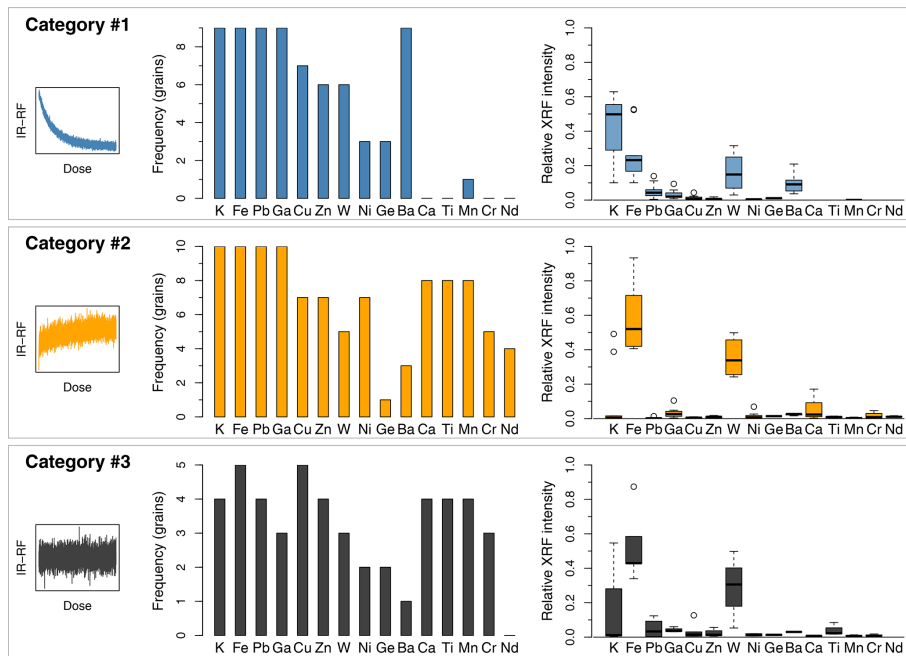 Category #1
IR−RF
Dose
Frequency (grains)
0 2 4 6 8
K Fe Pb Ga Cu Zn W Ni Ge Ba Ca Ti Mn Cr Nd
Relative XRF intensity
0.0 0.2 0.4 0.6 0.8 1.0
K Fe Pb Ga Cu Zn W Ni Ge Ba Ca Ti Mn Cr Nd
Category #2
IR−RF
Dose
Frequency (grains)
0 2 4 6 8 10
K Fe Pb Ga Cu Zn W Ni Ge Ba Ca Ti Mn Cr Nd
Relative XRF intensity
0.0 0.2 0.4 0.6 0.8 1.0
K Fe Pb Ga Cu Zn W Ni Ge Ba Ca Ti Mn Cr Nd
Category #3
IR−RF
Dose
Frequency (grains)
0 1 2 3 4 5
K Fe Pb Ga Cu Zn W Ni Ge Ba Ca Ti Mn Cr Nd
Relative XRF intensity
0.0 0.2 0.4 0.6 0.8 1.0
K Fe Pb Ga Cu Zn W Ni Ge Ba Ca Ti Mn Cr Nd